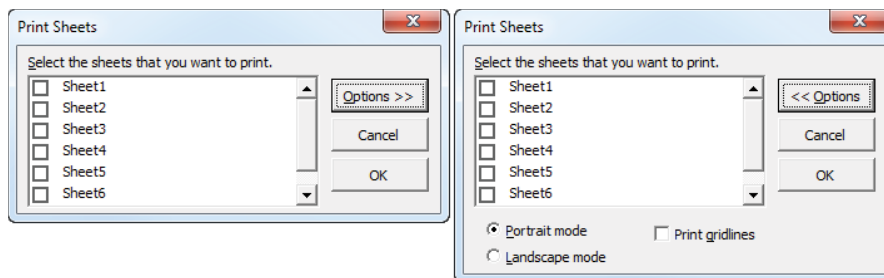 Print Sheets
Select the sheets that you want to print.
Sheet1
Sheet2
Sheet3
Sheet4
Sheet5
Sheet6
Options >>
Cancel
OK
Print Sheets
Select the sheets that you want to print.
Sheet1
Sheet2
Sheet3
Sheet4
Sheet5
Sheet6
<< Options
Cancel
OK
Portrait mode
Landscape mode
Print gridlines